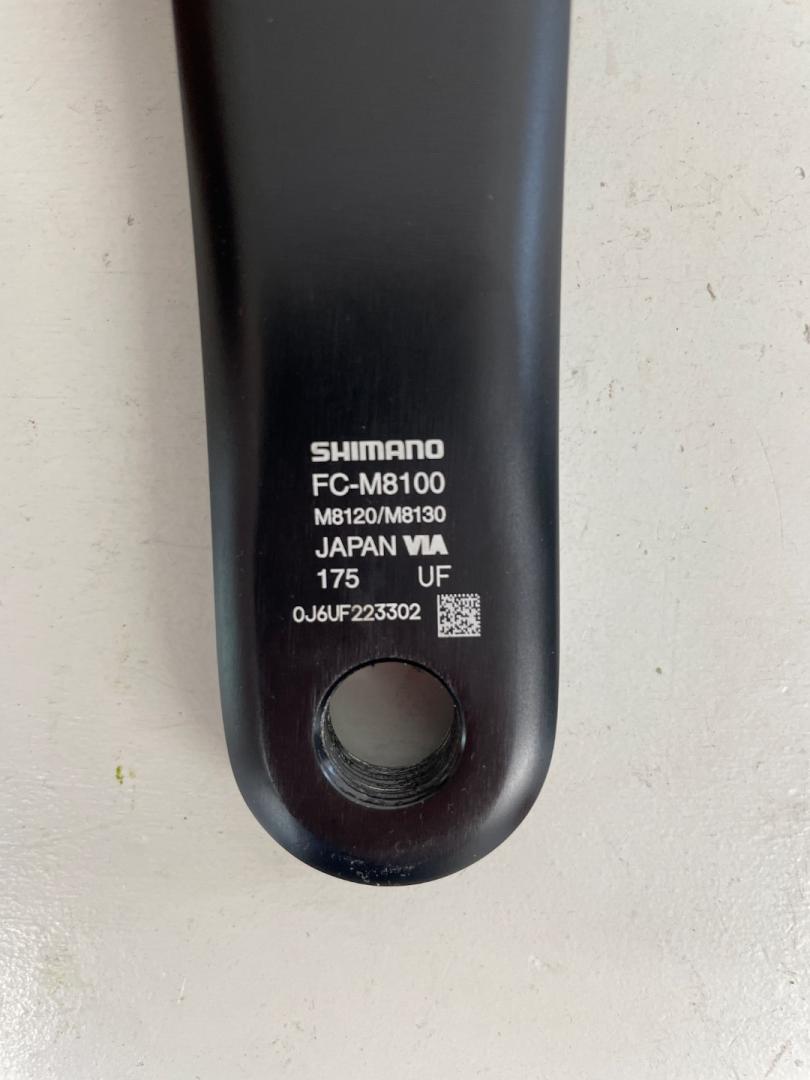 SHIMANO
FC-M8100
M8120/M8130
JAPAN VIA
175 UF
0J6UF223302